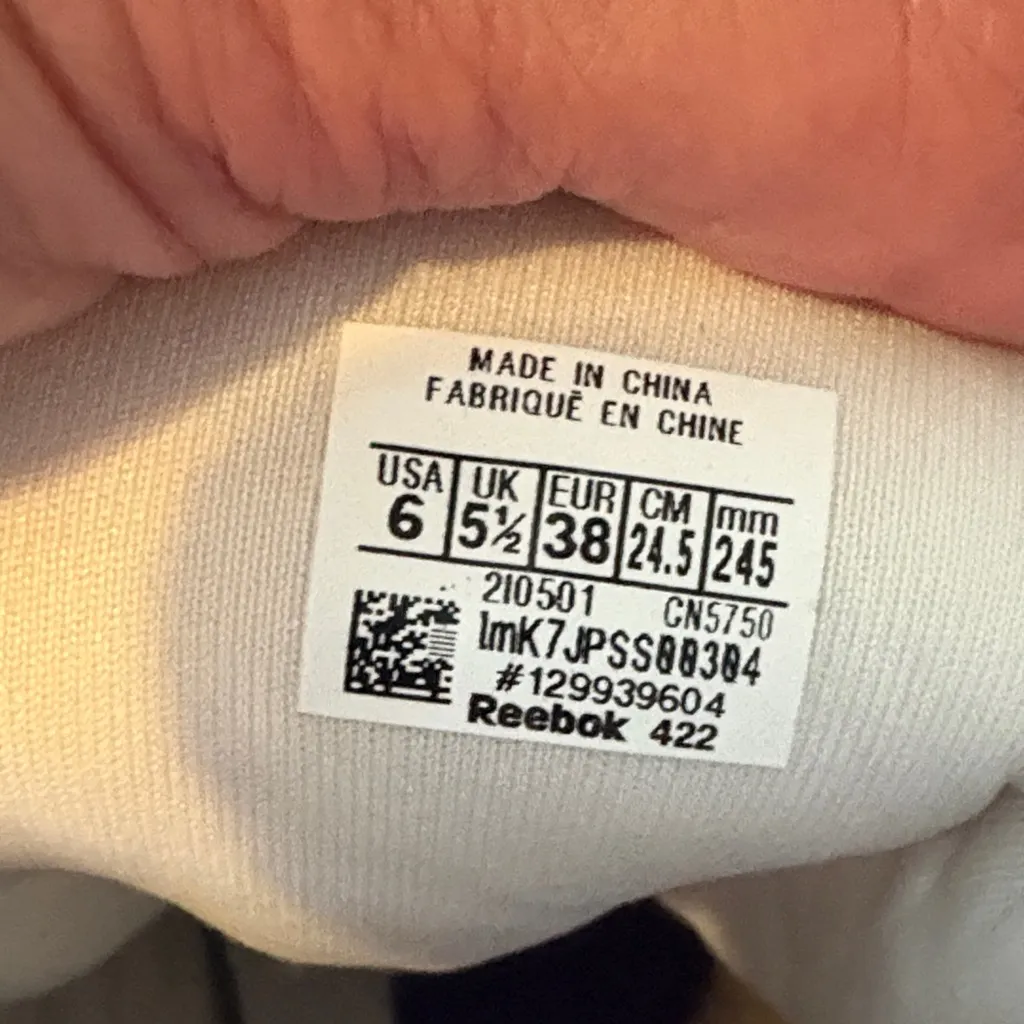 MADE IN CHINA
FABRIQUÉ EN CHINE
USA UK EUR CM mm
6 5½ 38 24.5 245
210501 CN5750
1mK7JPSS00304
#129939604
Reebok 422